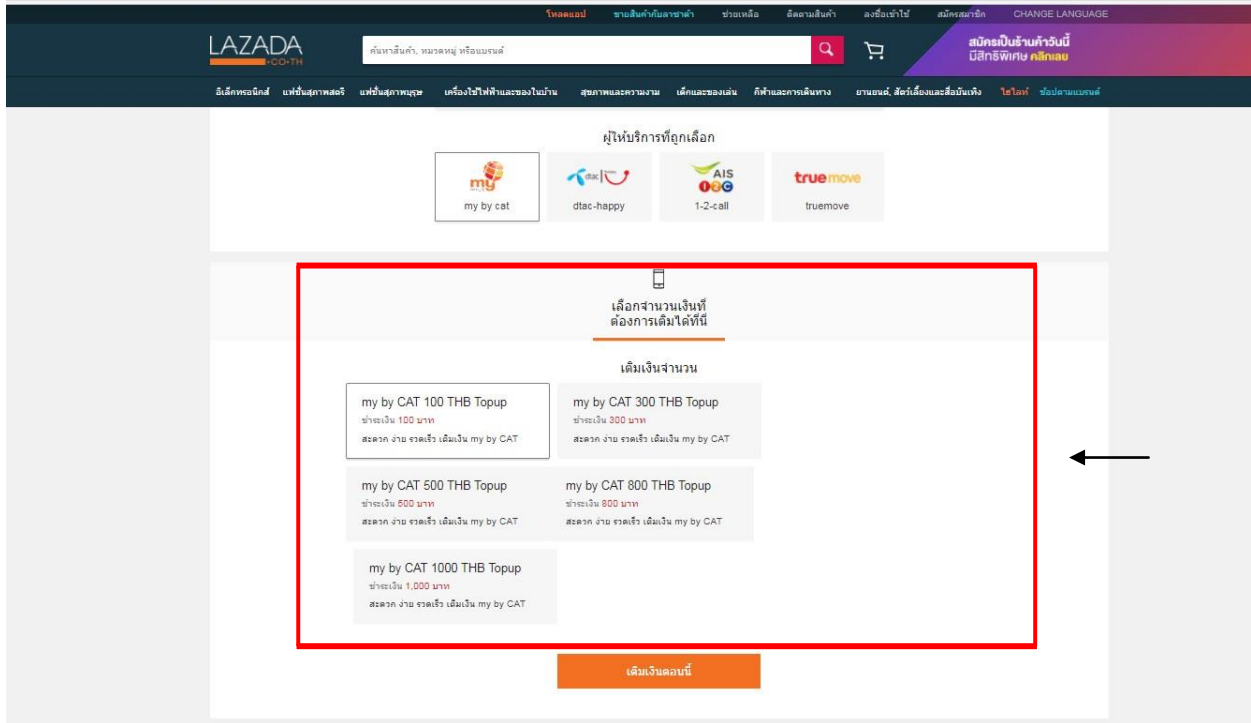 โหลดแอป ขายสินค้ากับลาซาด้า ช่วยเหลือ ติดตามสินค้า ลงชื่อเข้าใช้ สมัครสมาชิก CHANGE LANGUAGE
LAZADA
.CO.TH
ค้นหาสินค้า, หมวดหมู่ หรือแบรนด์
สมัครเป็นร้านค้าวันนี้
มีสิทธิพิเศษ คลิกเลย
อิเล็กทรอนิกส์ แฟชั่นสุภาพสตรี แฟชั่นสุภาพบุรุษ เครื่องใช้ไฟฟ้าและของในบ้าน สุขภาพและความงาม เด็กและของเล่น กีฬาและการเดินทาง ยานยนต์, สัตว์เลี้ยงและสื่อบันเทิง ไฮไลท์ ช้อปตามแบรนด์
ผู้ให้บริการที่ถูกเลือก
my
dtac
AIS
12C
truemove
my by cat
dtac-happy
1-2-call
truemove
เลือกจำนวนเงินที่
ต้องการเติมได้ที่นี่
เติมเงินจำนวน
my by CAT 100 THB Topup
ชำระเงิน 100 บาท
สะดวก ง่าย รวดเร็ว เติมเงิน my by CAT
my by CAT 300 THB Topup
ชำระเงิน 300 บาท
สะดวก ง่าย รวดเร็ว เติมเงิน my by CAT
my by CAT 500 THB Topup
ชำระเงิน 500 บาท
สะดวก ง่าย รวดเร็ว เติมเงิน my by CAT
my by CAT 800 THB Topup
ชำระเงิน 800 บาท
สะดวก ง่าย รวดเร็ว เติมเงิน my by CAT
my by CAT 1000 THB Topup
ชำระเงิน 1,000 บาท
สะดวก ง่าย รวดเร็ว เติมเงิน my by CAT
เติมเงินตอนนี้